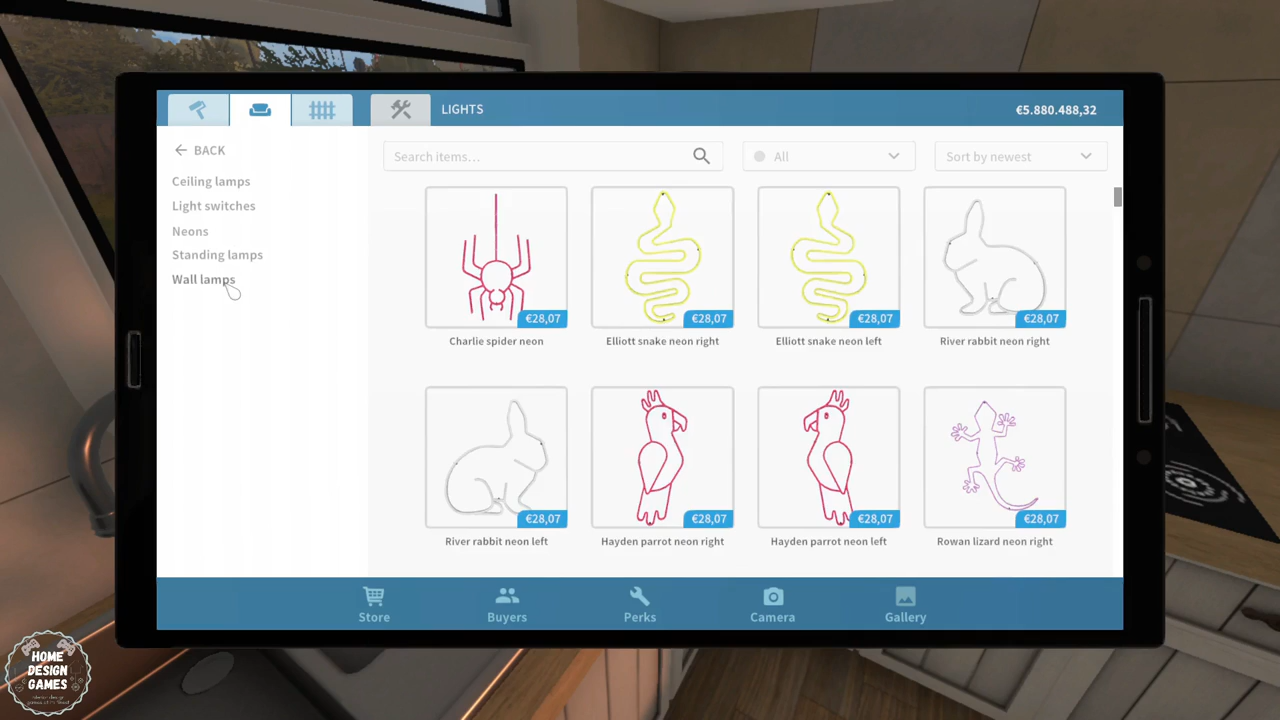 LIGHTS
€5.880.488,32
BACK
Search items...
All
Sort by newest
Ceiling lamps
Light switches
Neons
Standing lamps
Wall lamps
€28,07
€28,07
€28,07
€28,07
Charlie spider neon
Elliott snake neon right
Elliott snake neon left
River rabbit neon right
€28,07
€28,07
€28,07
€28,07
River rabbit neon left
Hayden parrot neon right
Hayden parrot neon left
Rowan lizard neon right
Store
Buyers
Perks
Camera
Gallery
HOME
DESIGN
GAMES